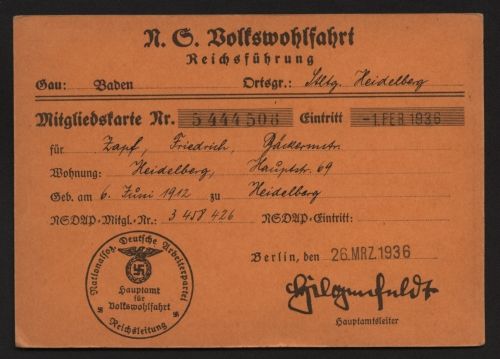 N. S. Volkswohlfahrt
Reichsführung
Gau: Baden Ortsgr.: Stltg. Heidelberg
Mitgliedskarte Nr. 5444506 Eintritt -1. FEB 1936
für Zapf, Friedrich, Bäckermstr.
Wohnung: Heidelberg, Hauptstr. 69
Geb. am 6. Juni 1912 zu Heidelberg
NSDAP.-Mitgl.-Nr.: 3 458 426 NSDAP.-Eintritt:
Berlin, den 26. MRZ. 1936
Nationalsoz. Deutsche Arbeiterpartei
Hauptamt
für
Volkswohlfahrt
Reichsleitung
Hilgenfeldt
Hauptamtsleiter